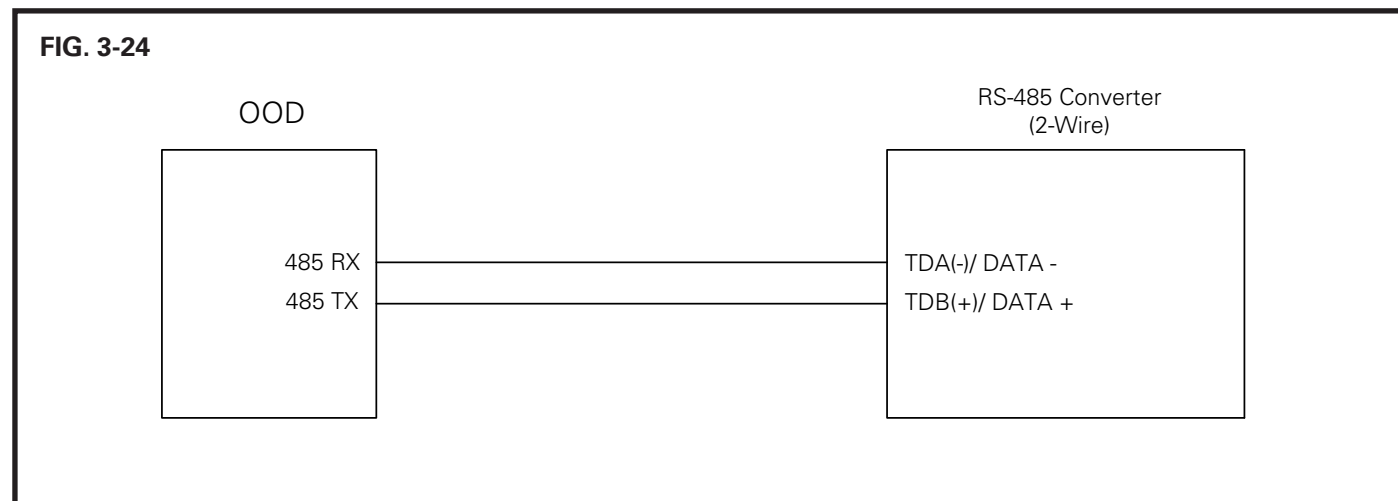 FIG. 3-24
OOD
RS-485 Converter
(2-Wire)
485 RX
TDA(-)/ DATA -
485 TX
TDB(+)/ DATA +